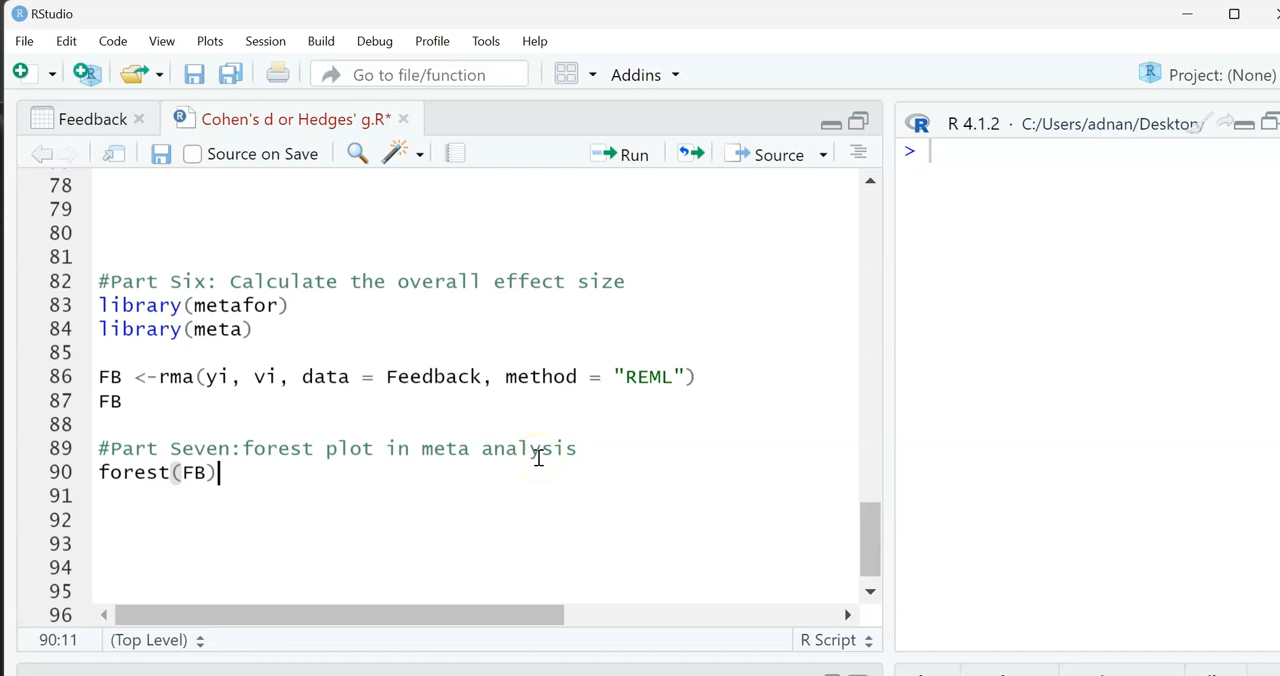 RStudio
File Edit Code View Plots Session Build Debug Profile Tools Help
Go to file/function Addins Project: (None)
Feedback Cohen's d or Hedges' g.R*
R 4.1.2 · C:/Users/adnan/Desktop
Source on Save Run Source
>
78
79
80
81
82 #Part Six: Calculate the overall effect size
83 library(metafor)
84 library(meta)
85
86 FB <-rma(yi, vi, data = Feedback, method = "REML")
87 FB
88
89 #Part Seven:forest plot in meta analysis
90 forest(FB)
91
92
93
94
95
96
90:11 (Top Level) R Script